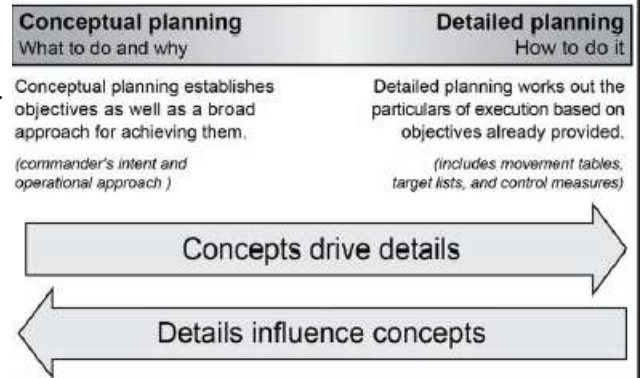 Conceptual planning
What to do and why
Detailed planning
How to do it
Conceptual planning establishes
objectives as well as a broad
approach for achieving them.
(commander's intent and
operational approach )
Detailed planning works out the
particulars of execution based on
objectives already provided.
(includes movement tables,
target lists, and control measures)
Concepts drive details
Details influence concepts